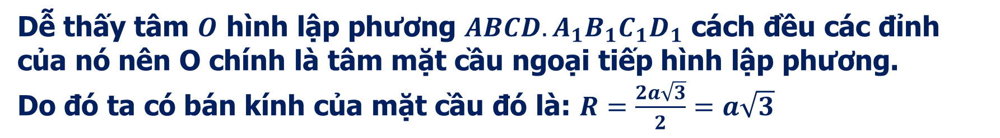 Dễ thấy tâm O hình lập phương ABCD.A₁B₁C₁D₁ cách đều các đỉnh
của nó nên O chính là tâm mặt cầu ngoại tiếp hình lập phương.
Do đó ta có bán kính của mặt cầu đó là: R = \frac{2a\sqrt{3}}{2} = a\sqrt{3}